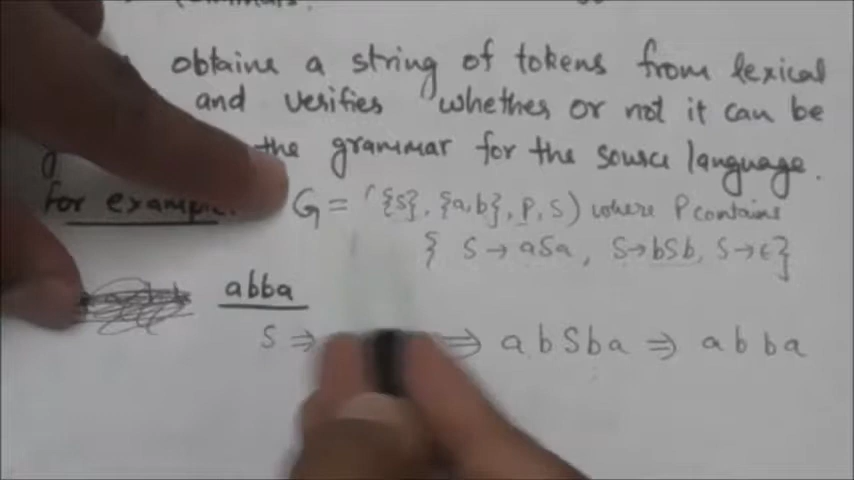 obtains a string of tokens from lexical
and verifies whether or not it can be
the grammar for the source language.
for example: G = ({S}, {a,b}, P, S) where P contains
{ S → aSa, S → bSb, S → ε }
abba
S ⇒ ⇒ abSba ⇒ abba